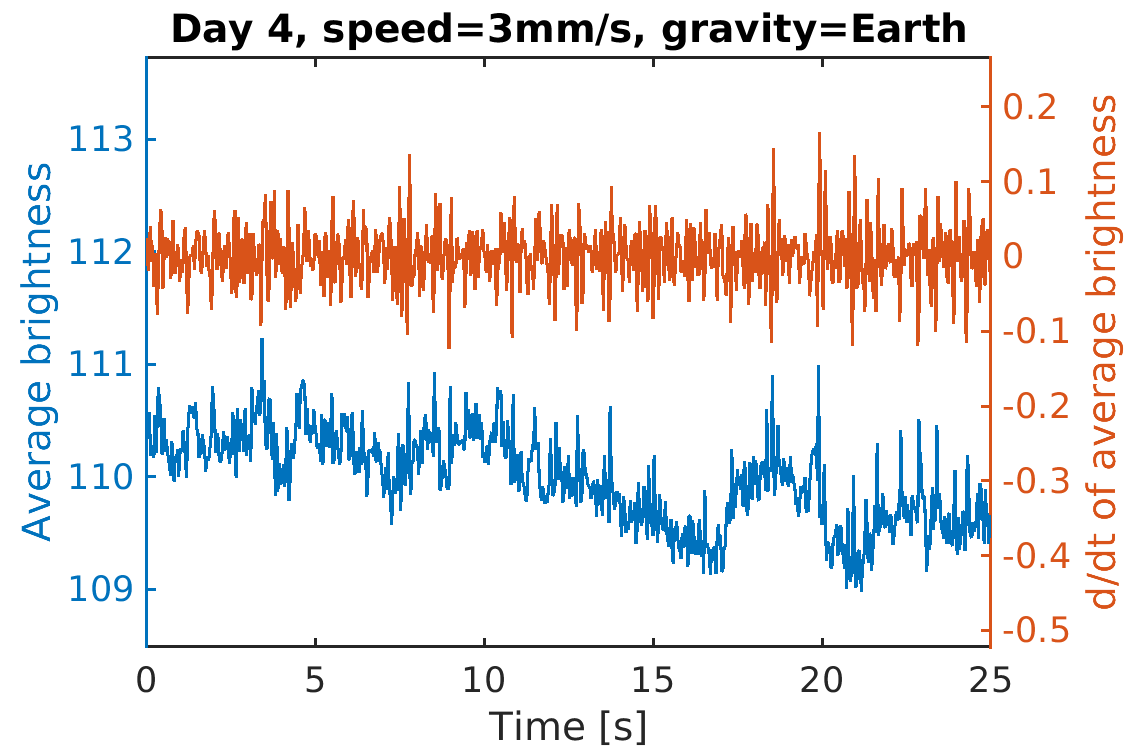 Day 4, speed=3mm/s, gravity=Earth
Average brightness
113
112
111
110
109
0.2
0.1
0
-0.1
-0.2
-0.3
-0.4
-0.5
d/dt of average brightness
0 5 10 15 20 25
Time [s]